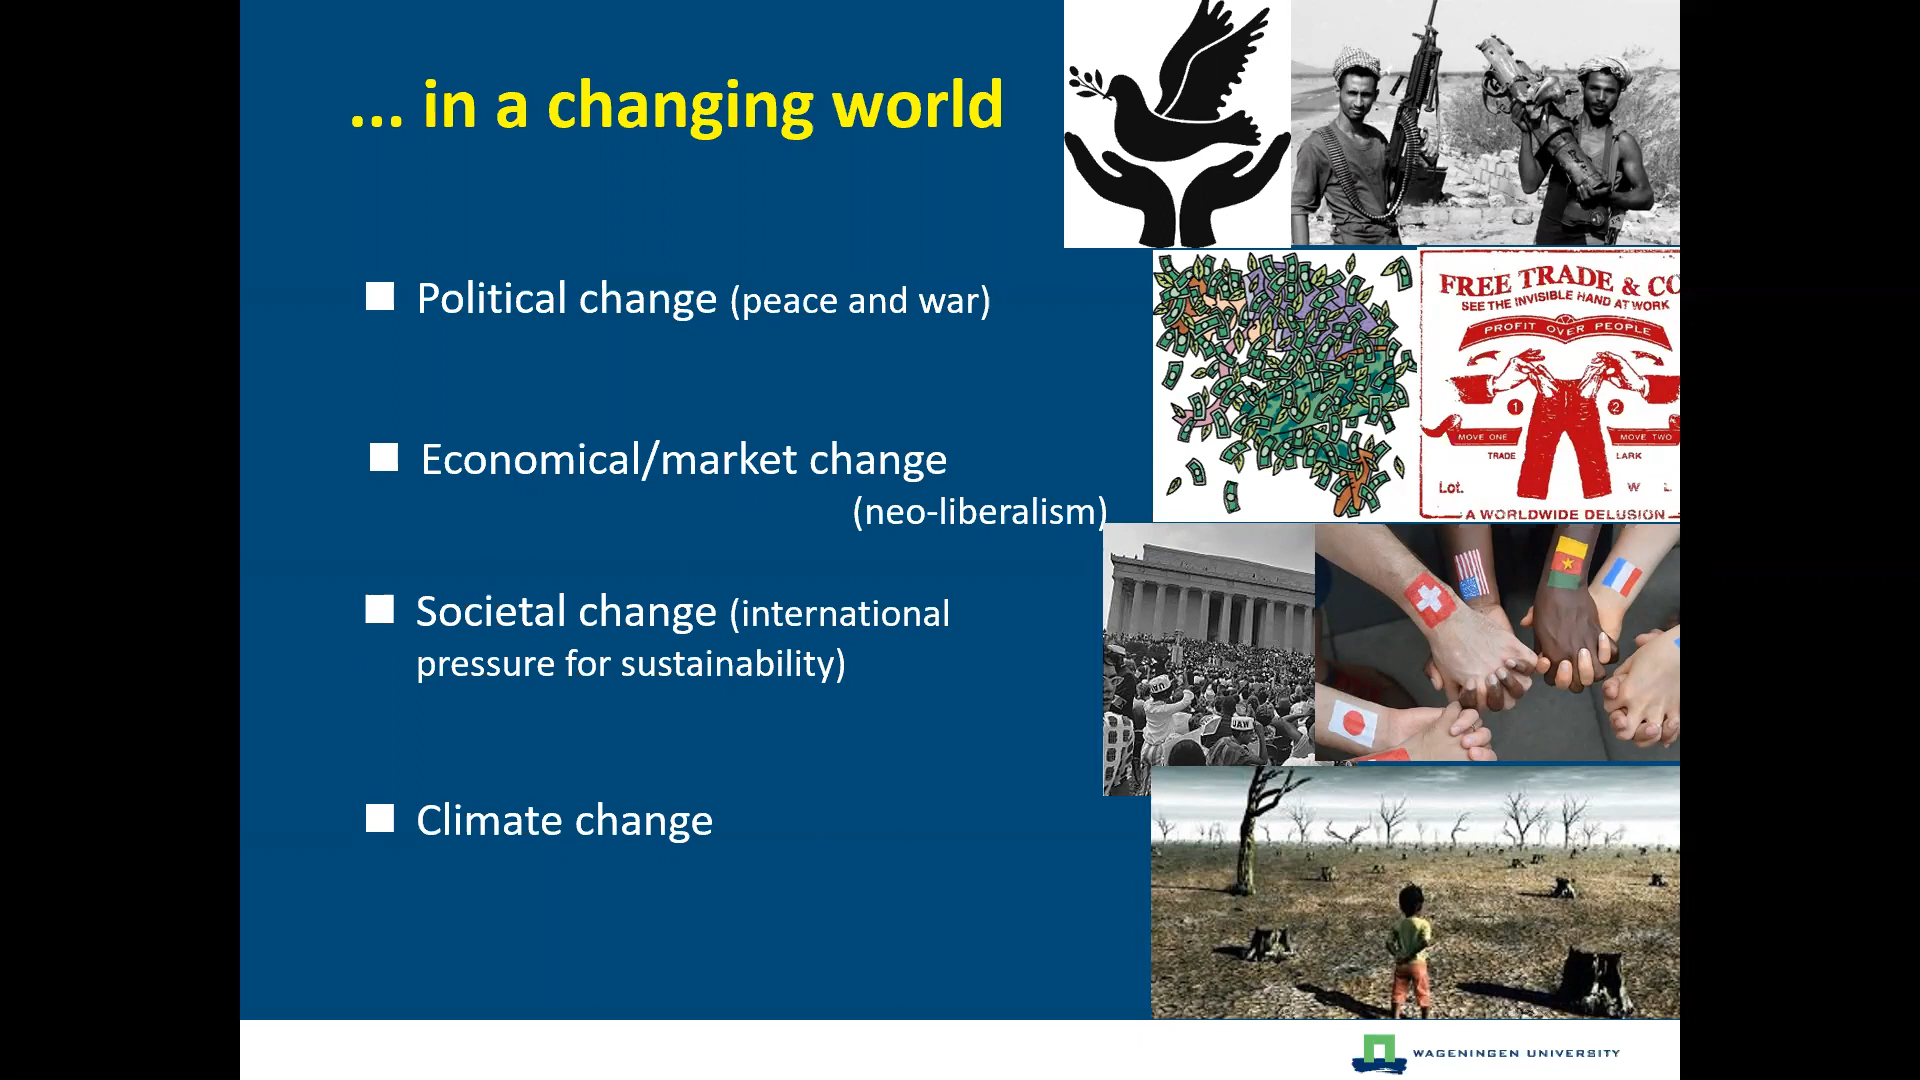 ... in a changing world
Political change (peace and war)
Economical/market change
(neo-liberalism)
Societal change (international
pressure for sustainability)
Climate change
FREE TRADE & CO
SEE THE INVISIBLE HAND AT WORK
PROFIT OVER PEOPLE
1
2
MOVE ONE
MOVE TWO
TRADE
LARK
Lot.
W L
A WORLDWIDE DELUSION
UAW
UAW
WAGENINGEN UNIVERSITY